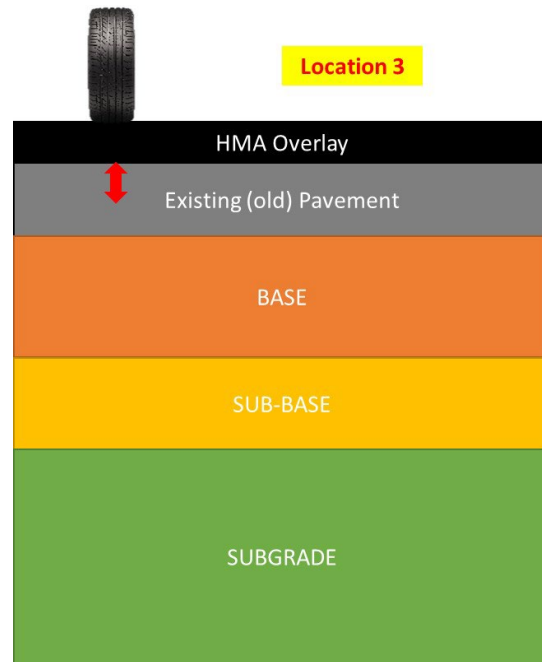 Location 3
HMA Overlay
Existing (old) Pavement
BASE
SUB-BASE
SUBGRADE